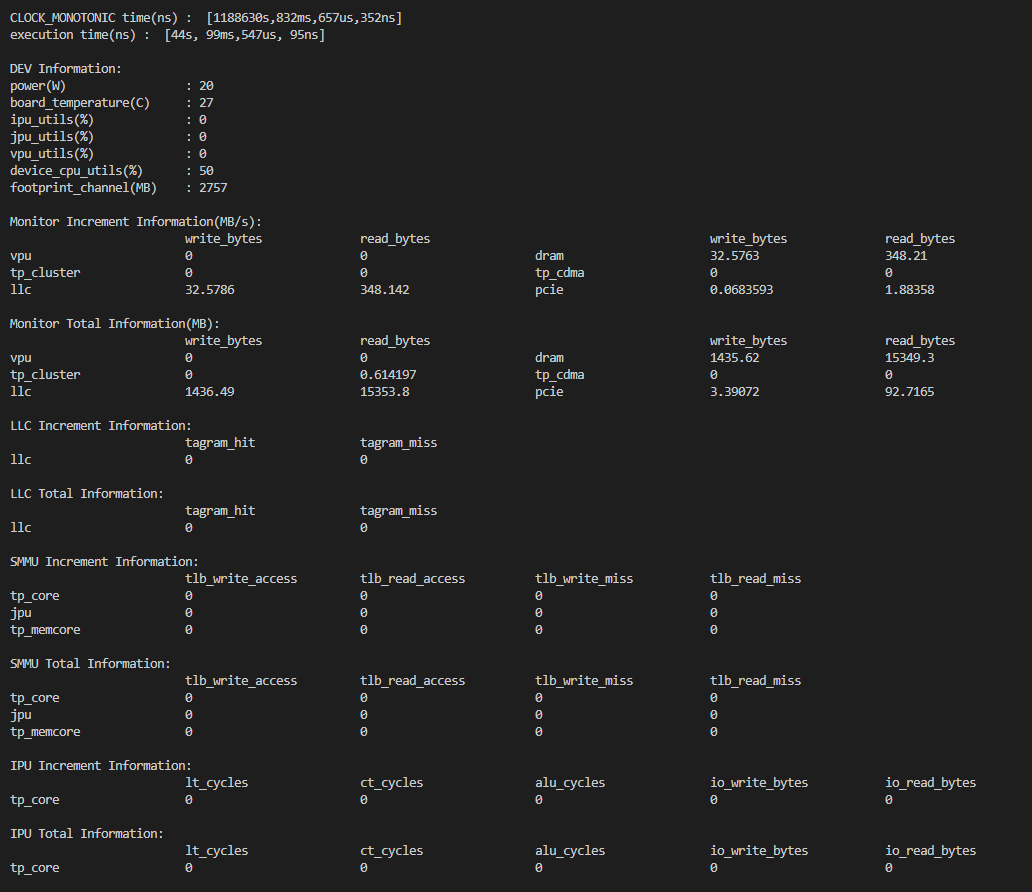 CLOCK_MONOTONIC time(ns) :  [1188630s,832ms,657us,352ns]
execution time(ns) :  [44s, 99ms,547us, 95ns]
DEV Information:
power(W)                 : 20
board_temperature(C)     : 27
ipu_utils(%)             : 0
jpu_utils(%)             : 0
vpu_utils(%)             : 0
device_cpu_utils(%)      : 50
footprint_channel(MB)    : 2757
Monitor Increment Information(MB/s):
                         write_bytes              read_bytes                                        write_bytes              read_bytes
vpu                      0                        0                        dram                     32.5763                  348.21
tp_cluster               0                        0                        tp_cdma                  0                        0
llc                      32.5786                  348.142                  pcie                     0.0683593                1.88358
Monitor Total Information(MB):
                         write_bytes              read_bytes                                        write_bytes              read_bytes
vpu                      0                        0                        dram                     1435.62                  15349.3
tp_cluster               0                        0.614197                 tp_cdma                  0                        0
llc                      1436.49                  15353.8                  pcie                     3.39072                  92.7165
LLC Increment Information:
                         tagram_hit               tagram_miss
llc                      0                        0
LLC Total Information:
                         tagram_hit               tagram_miss
llc                      0                        0
SMMU Increment Information:
                         tlb_write_access         tlb_read_access          tlb_write_miss           tlb_read_miss
tp_core                  0                        0                        0                        0
jpu                      0                        0                        0                        0
tp_memcore               0                        0                        0                        0
SMMU Total Information:
                         tlb_write_access         tlb_read_access          tlb_write_miss           tlb_read_miss
tp_core                  0                        0                        0                        0
jpu                      0                        0                        0                        0
tp_memcore               0                        0                        0                        0
IPU Increment Information:
                         lt_cycles                ct_cycles                alu_cycles               io_write_bytes           io_read_bytes
tp_core                  0                        0                        0                        0                        0
IPU Total Information:
                         lt_cycles                ct_cycles                alu_cycles               io_write_bytes           io_read_bytes
tp_core                  0                        0                        0                        0                        0